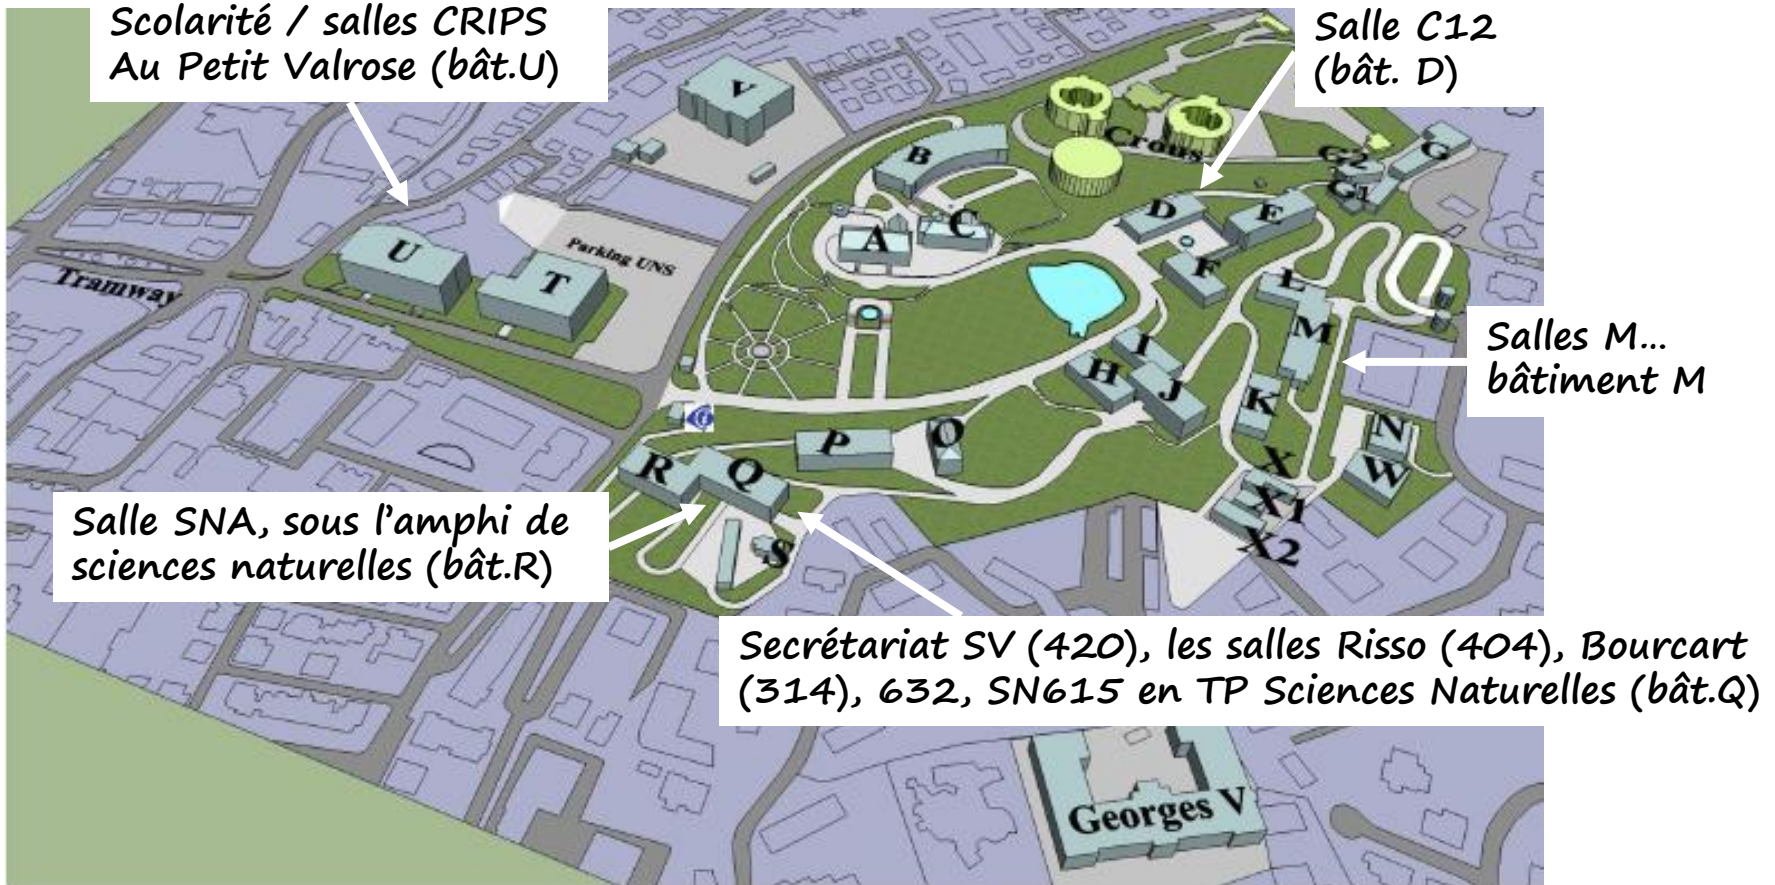 Scolarité / salles CRIPS
Au Petit Valrose (bât.U)
Salle C12
(bât. D)
V
B
Crous
G2
G
G1
D
E
A
C
U
T
Parking UNS
Tramway
F
L
M
Salles M...
bâtiment M
I
H
J
K
N
P
O
R
Q
X
W
X1
X2
S
Salle SNA, sous l'amphi de
sciences naturelles (bât.R)
Secrétariat SV (420), les salles Risso (404), Bourcart
(314), 632, SN615 en TP Sciences Naturelles (bât.Q)
Georges V